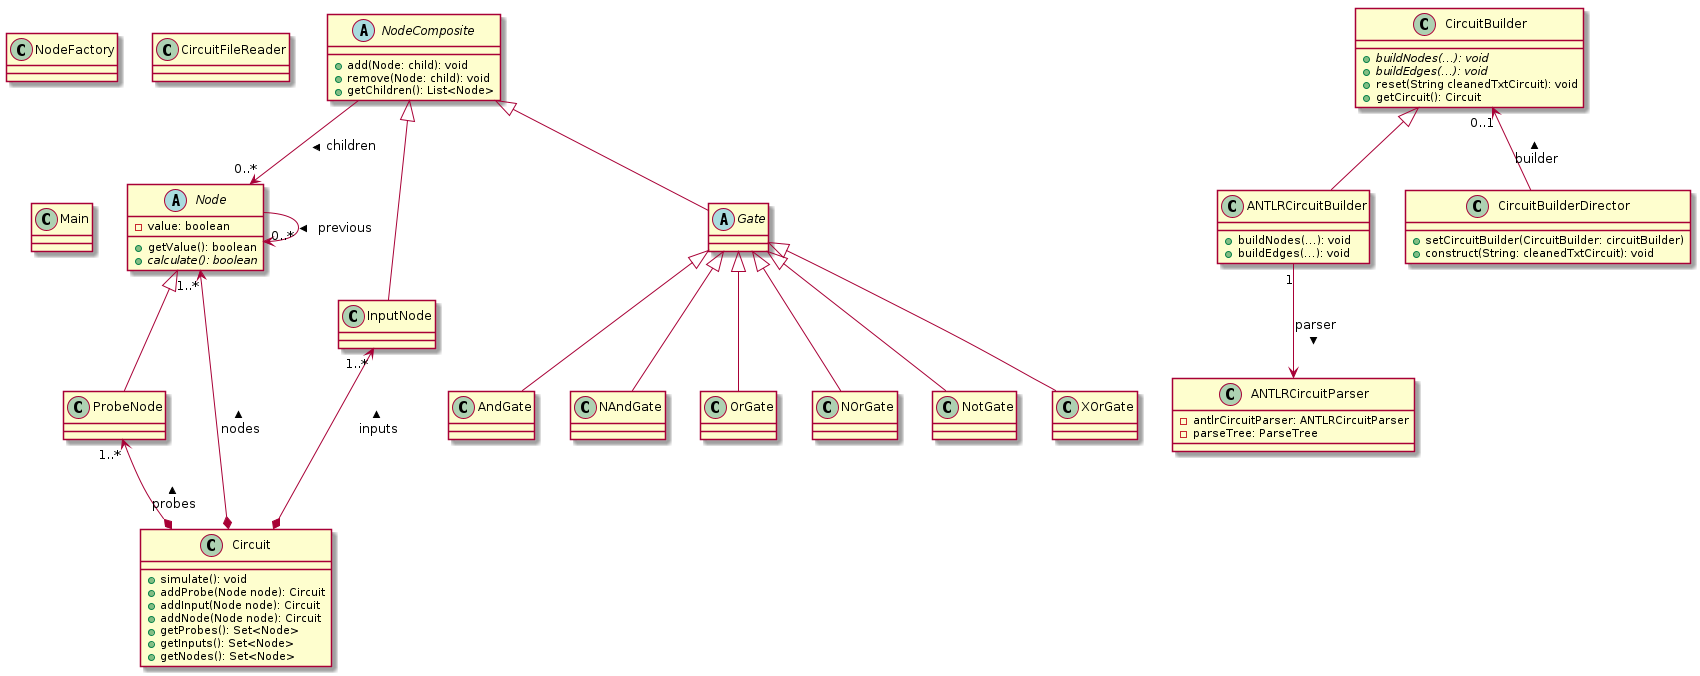 C NodeFactory
C CircuitFileReader
A NodeComposite
add(Node: child): void
remove(Node: child): void
getChildren(): List<Node>
C CircuitBuilder
buildNodes(...): void
buildEdges(...): void
reset(String cleanedTxtCircuit): void
getCircuit(): Circuit
children
0..*
0..1
builder
C Main
A Node
value: boolean
getValue(): boolean
calculate(): boolean
previous
0..*
A Gate
C ANTLRCircuitBuilder
buildNodes(...): void
buildEdges(...): void
C CircuitBuilderDirector
setCircuitBuilder(CircuitBuilder: circuitBuilder)
construct(String: cleanedTxtCircuit): void
1..*
1
C InputNode
parser
1..*
C ProbeNode
C AndGate
C NAndGate
C OrGate
C NOrGate
C NotGate
C XOrGate
C ANTLRCircuitParser
antlrCircuitParser: ANTLRCircuitParser
parseTree: ParseTree
nodes
inputs
1..*
probes
C Circuit
simulate(): void
addProbe(Node node): Circuit
addInput(Node node): Circuit
addNode(Node node): Circuit
getProbes(): Set<Node>
getInputs(): Set<Node>
getNodes(): Set<Node>